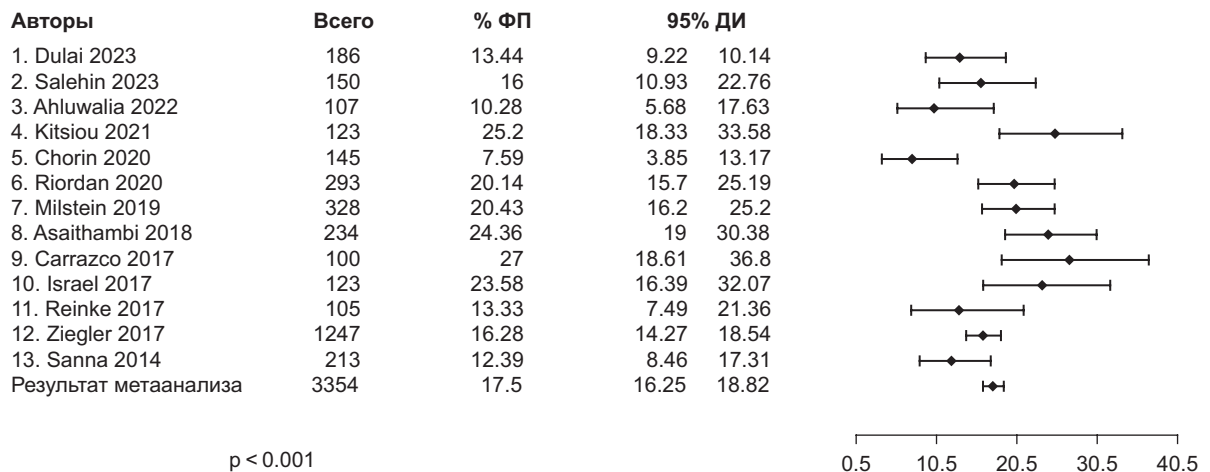 Авторы Всего % ФП 95% ДИ
1. Dulai 2023 186 13.44 9.22 10.14
2. Salehin 2023 150 16 10.93 22.76
3. Ahluwalia 2022 107 10.28 5.68 17.63
4. Kitsiou 2021 123 25.2 18.33 33.58
5. Chorin 2020 145 7.59 3.85 13.17
6. Riordan 2020 293 20.14 15.7 25.19
7. Milstein 2019 328 20.43 16.2 25.2
8. Asaithambi 2018 234 24.36 19 30.38
9. Carrazco 2017 100 27 18.61 36.8
10. Israel 2017 123 23.58 16.39 32.07
11. Reinke 2017 105 13.33 7.49 21.36
12. Ziegler 2017 1247 16.28 14.27 18.54
13. Sanna 2014 213 12.39 8.46 17.31
Результат метаанализа 3354 17.5 16.25 18.82
p < 0.001
0.5 10.5 20.5 30.5 40.5